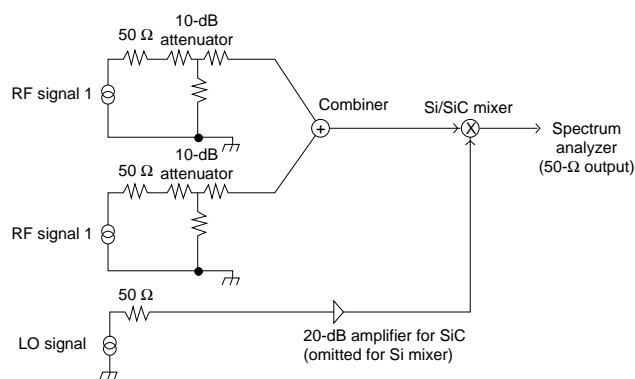 10-dB
50 Ω attenuator
RF signal 1
Combiner
Si/SiC mixer
+
X
Spectrum
analyzer
(50-Ω output)
10-dB
50 Ω attenuator
RF signal 1
50 Ω
LO signal
20-dB amplifier for SiC
(omitted for Si mixer)